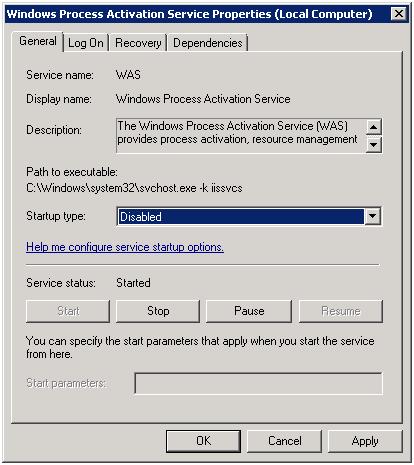 Windows Process Activation Service Properties (Local Computer)
General Log On Recovery Dependencies
Service name: WAS
Display name: Windows Process Activation Service
Description: The Windows Process Activation Service (WAS)
provides process activation, resource management
Path to executable:
C:\Windows\system32\svchost.exe -k iissvcs
Startup type: Disabled
Help me configure service startup options.
Service status: Started
Start Stop Pause Resume
You can specify the start parameters that apply when you start the service
from here.
Start parameters:
OK Cancel Apply